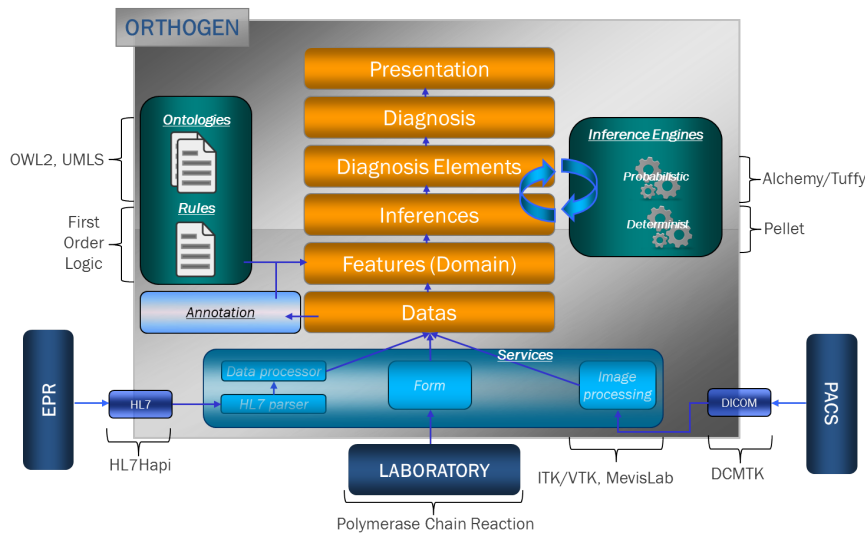 ORTHOGEN
Presentation
Diagnosis
Diagnosis Elements
Inferences
Features (Domain)
Datas
Ontologies
Rules
OWL2, UMLS
First
Order
Logic
Annotation
Inference Engines
Probabilistic
Determinist
Alchemy/Tuffy
Pellet
Services
Data processor
HL7 parser
Form
Image
processing
EPR
HL7
HL7Hapi
LABORATORY
Polymerase Chain Reaction
ITK/VTK, MevisLab
DICOM
DCMTK
PACS